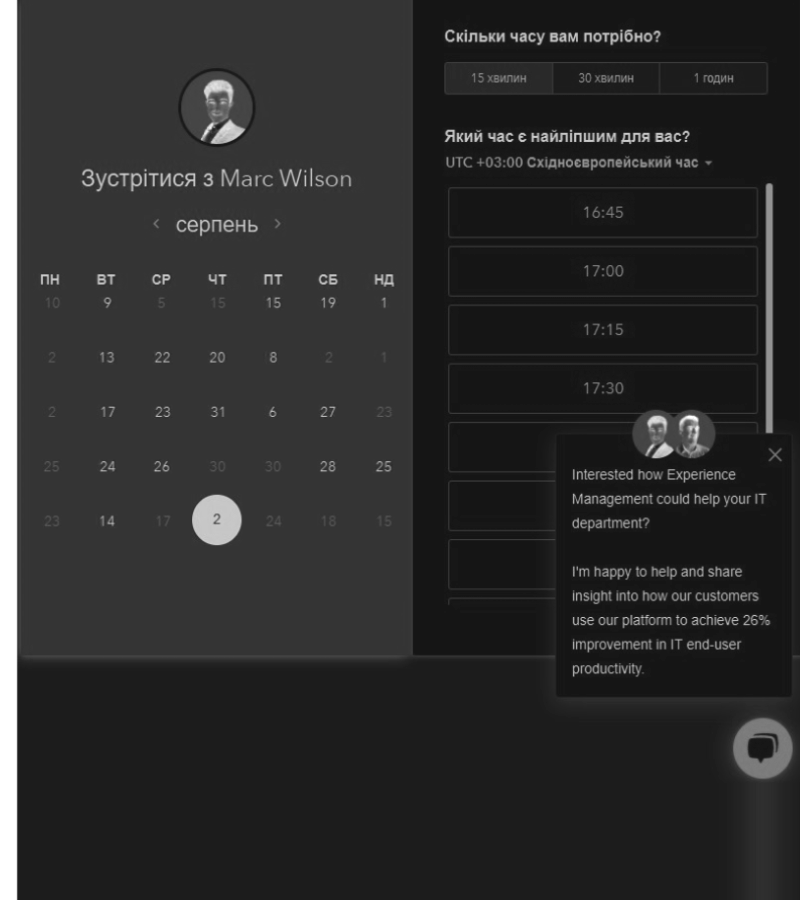 Зустрітися з Marc Wilson
серпень
ПН ВТ СР ЧТ ПТ СБ НД
10 9 5 15 15 19 1
2 13 22 20 8 2 1
2 17 23 31 6 27 23
25 24 26 30 30 28 25
23 14 17 2 24 18 15
Скільки часу вам потрібно?
15 хвилин 30 хвилин 1 годин
Який час є найліпшим для вас?
UTC +03:00 Східноєвропейський час
16:45
17:00
17:15
17:30
Interested how Experience
Management could help your IT
department?
I'm happy to help and share
insight into how our customers
use our platform to achieve 26%
improvement in IT end-user
productivity.